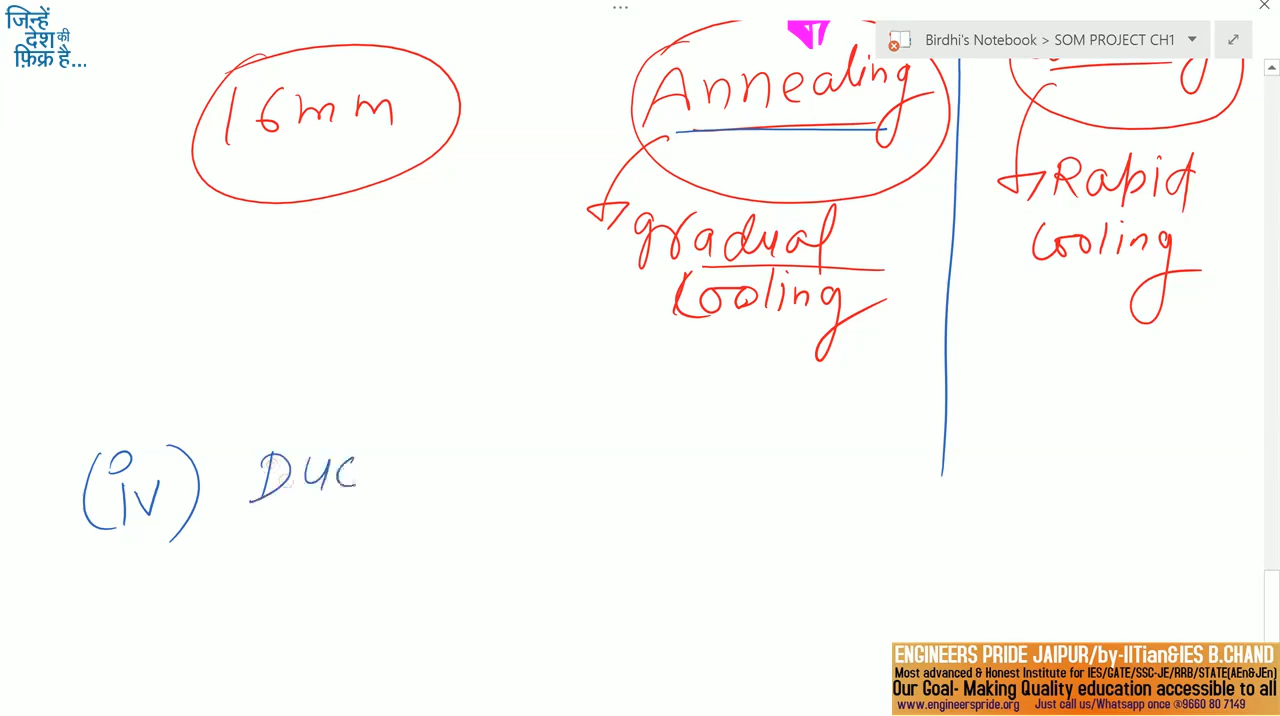 जिन्हें
देश की
फ़िक्र है...
...
Birdhi's Notebook > SOM PROJECT CH1
16mm
Annealing
gradual
cooling
Rapid
cooling
(iv) DUC
ENGINEERS PRIDE JAIPUR/by-IITian&IES B.CHAND
Most advanced & Honest Institute for IES/GATE/SSC-JE/RRB/STATE(AEn&JEn)
Our Goal- Making Quality education accessible to all
www.engineerspride.org Just call us/Whatsapp once @9660 80 7149